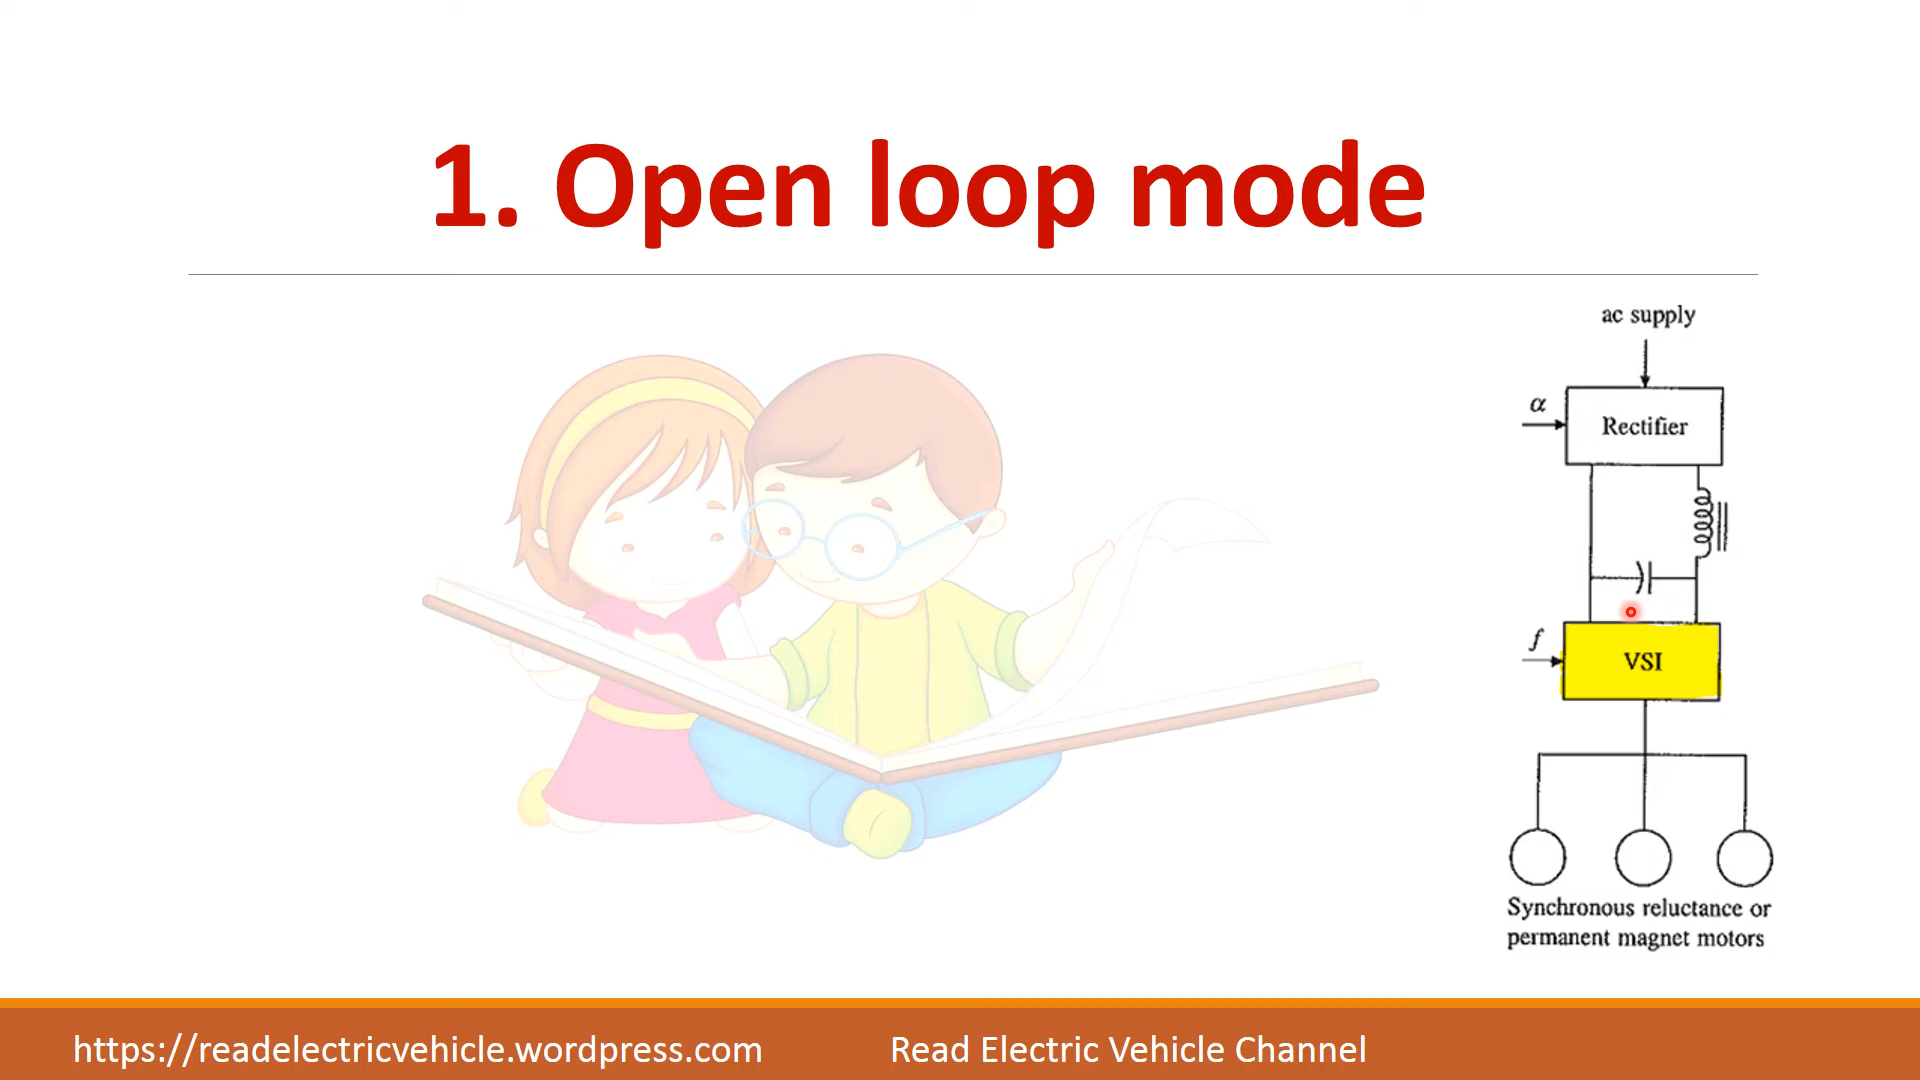 1. Open loop mode
ac supply
α
Rectifier
f
VSI
Synchronous reluctance or
permanent magnet motors
https://readelectricvehicle.wordpress.com
Read Electric Vehicle Channel